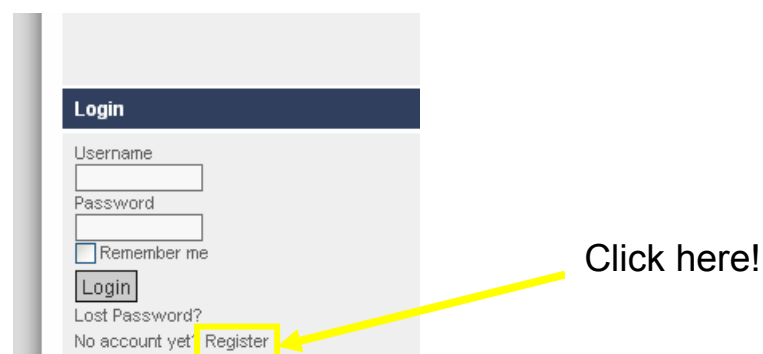 Login
Username
Password
Remember me
Login
Lost Password?
No account yet? Register
Click here!